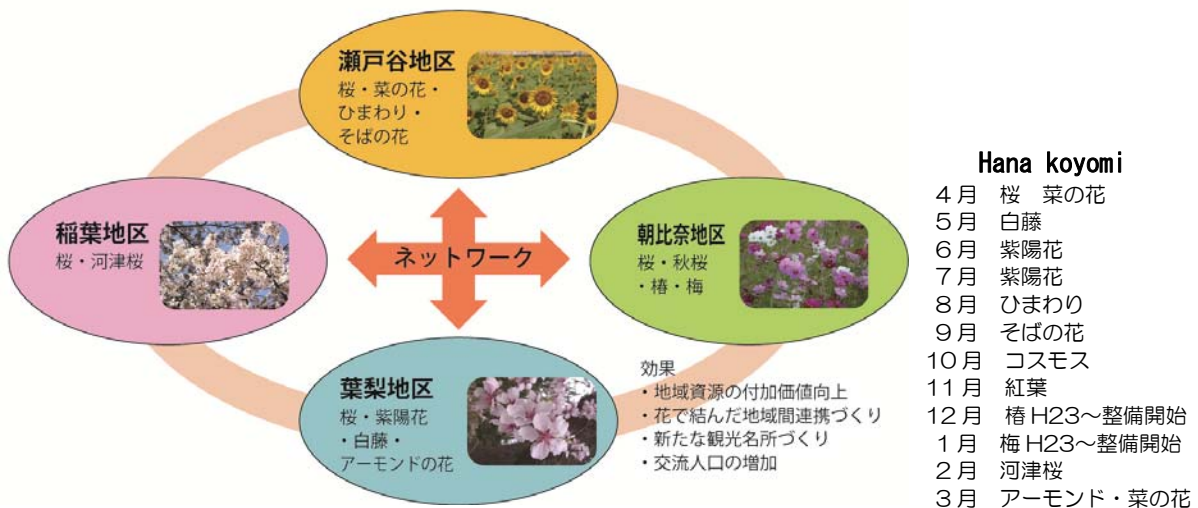 瀬戸谷地区
桜・菜の花・
ひまわり・
そばの花
稲葉地区
桜・河津桜
ネットワーク
朝比奈地区
桜・秋桜
・椿・梅
葉梨地区
桜・紫陽花
・白藤・
アーモンドの花
効果
・地域資源の付加価値向上
・花で結んだ地域間連携づくり
・新たな観光名所づくり
・交流人口の増加
Hana koyomi
4月 桜 菜の花
5月 白藤
6月 紫陽花
7月 紫陽花
8月 ひまわり
9月 そばの花
10月 コスモス
11月 紅葉
12月 椿 H23～整備開始
1月 梅 H23～整備開始
2月 河津桜
3月 アーモンド・菜の花